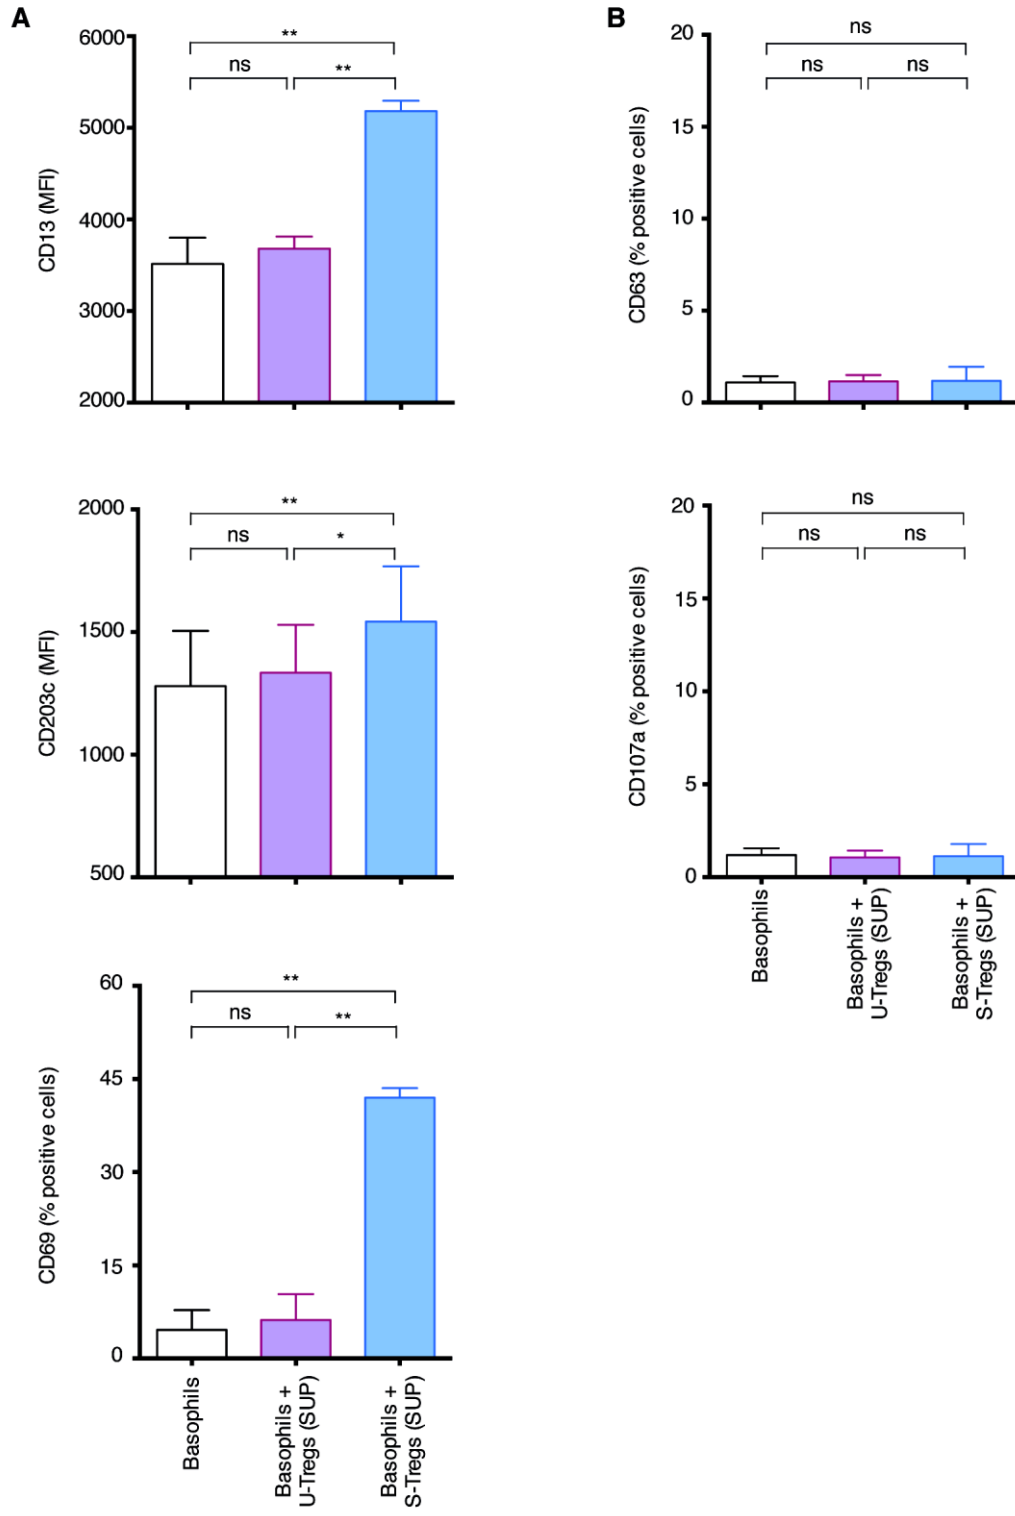 A
6000
5000
4000
3000
2000
CD13 (MFI)
**
ns
**
2000
1500
1000
500
CD203c (MFI)
**
ns
*
60
45
30
15
0
CD69 (% positive cells)
**
ns
**
Basophils
Basophils +
U-Tregs (SUP)
Basophils +
S-Tregs (SUP)
B
20
15
10
5
0
CD63 (% positive cells)
ns
ns
ns
20
15
10
5
0
CD107a (% positive cells)
ns
ns
ns
Basophils
Basophils +
U-Tregs (SUP)
Basophils +
S-Tregs (SUP)